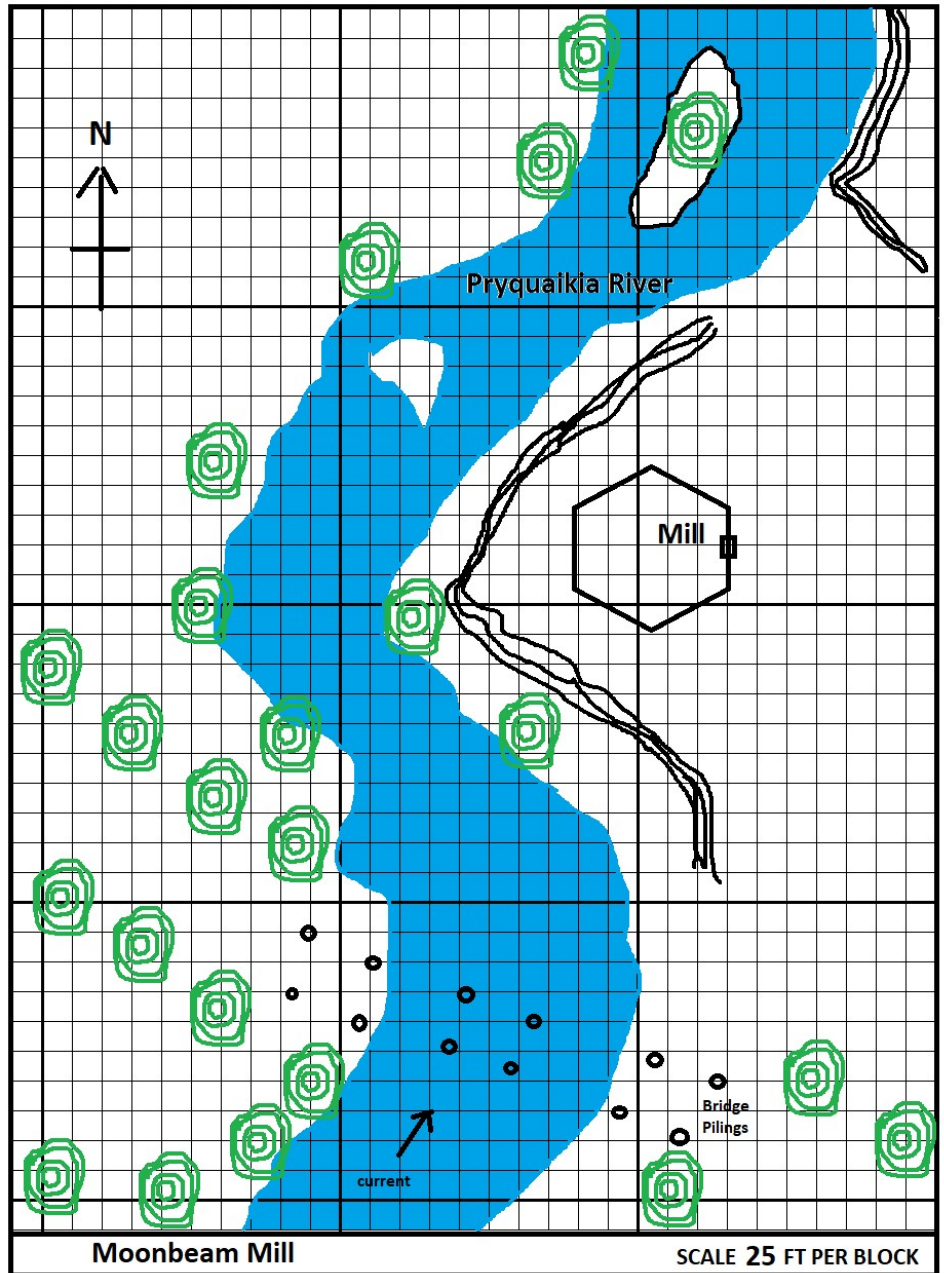 N
Pryquaikia River
Mill
Bridge
Pilings
current
Moonbeam Mill
SCALE 25 FT PER BLOCK